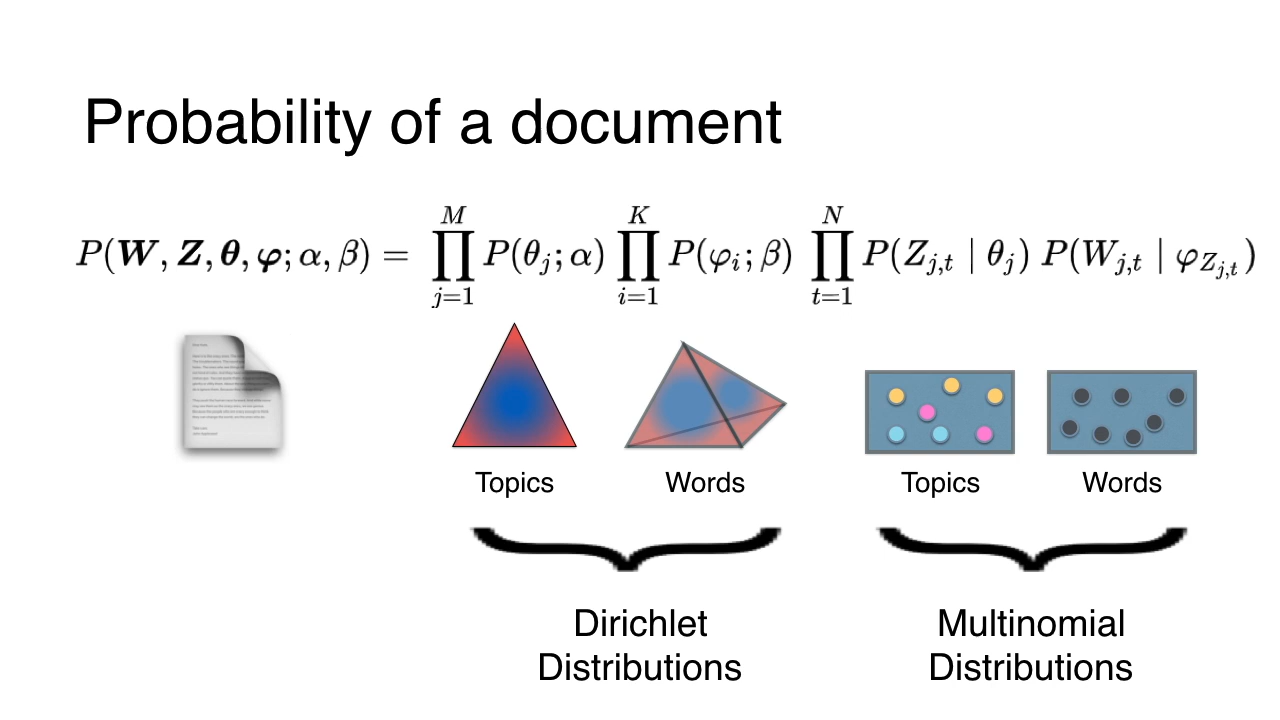 Probability of a document
P(W, Z, θ, φ; α, β) = ∏_{j=1}^{M} P(θ_j; α) ∏_{i=1}^{K} P(φ_i; β) ∏_{t=1}^{N} P(Z_{j,t} | θ_j) P(W_{j,t} | φ_{Z_{j,t}})
Topics Words Topics Words
Dirichlet Distributions
Multinomial Distributions